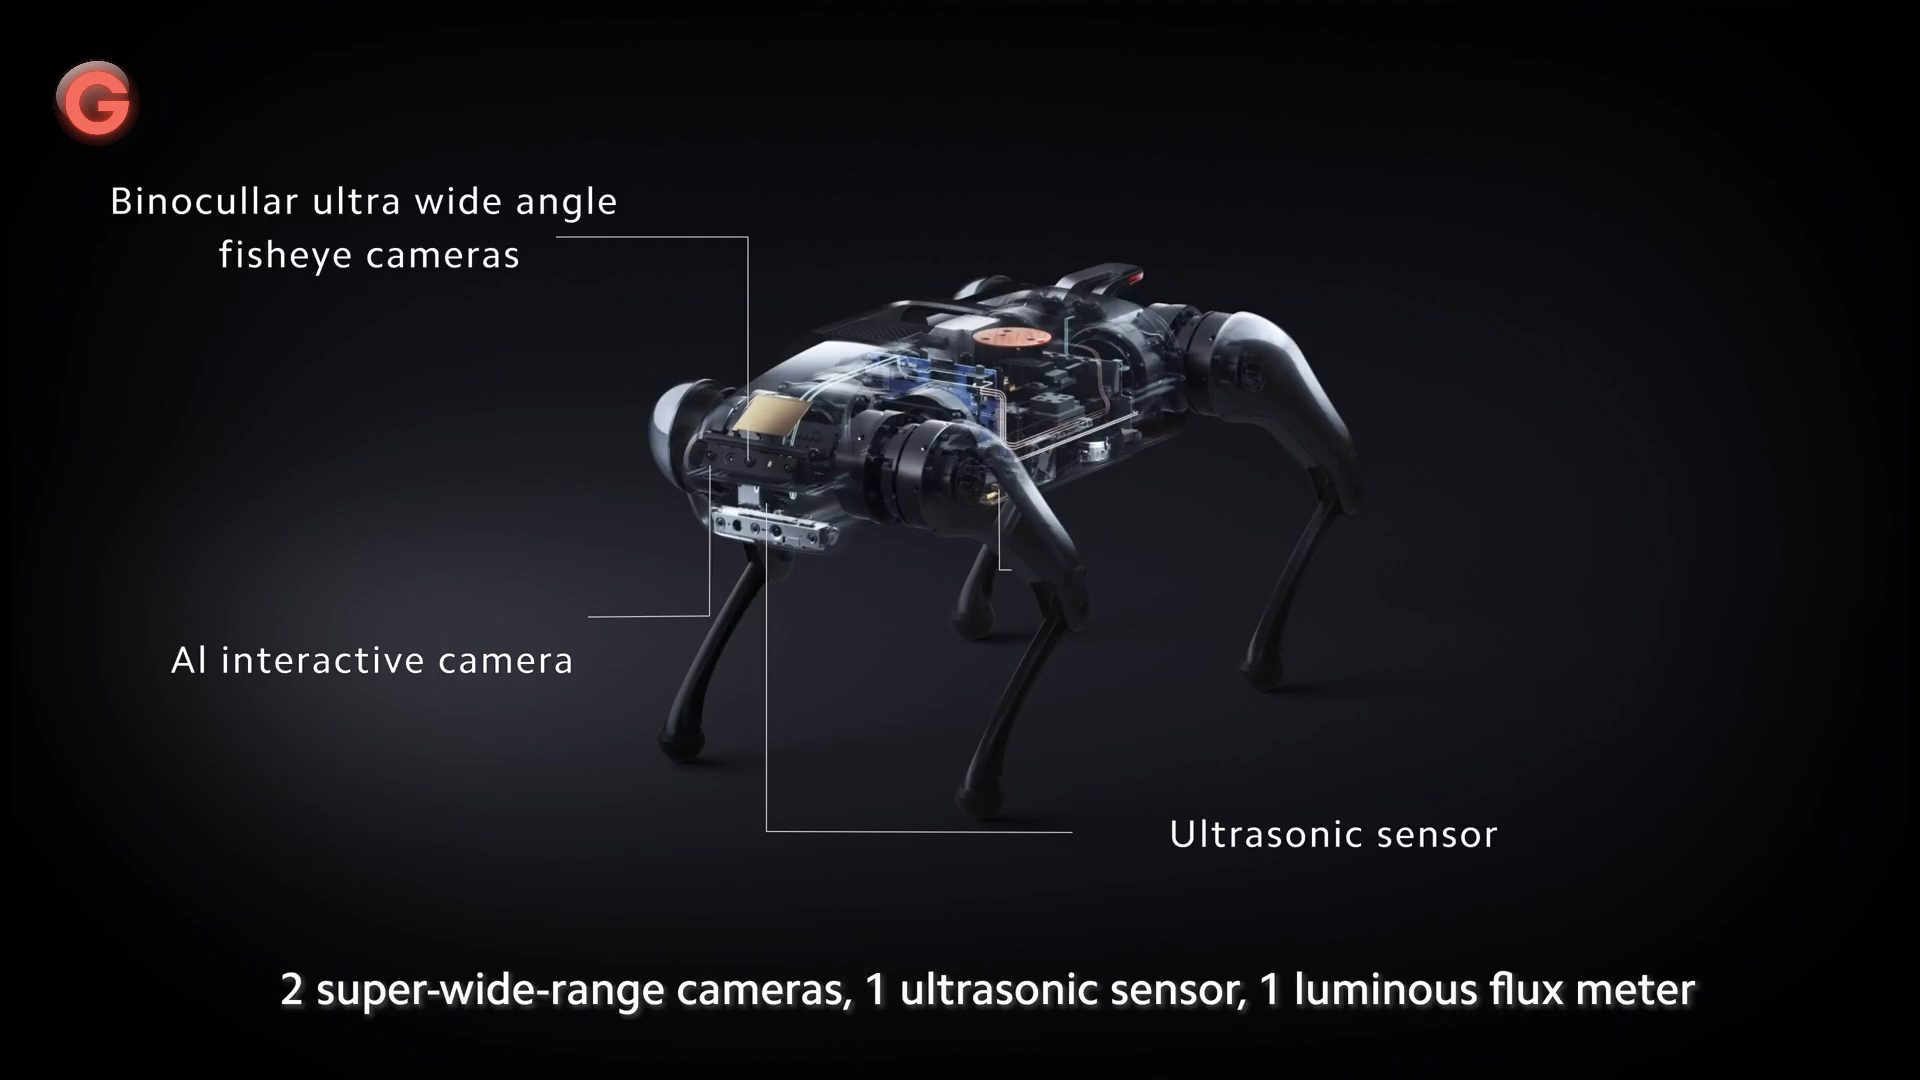 G
Binocullar ultra wide angle
fisheye cameras
AI interactive camera
Ultrasonic sensor
2 super-wide-range cameras, 1 ultrasonic sensor, 1 luminous flux meter